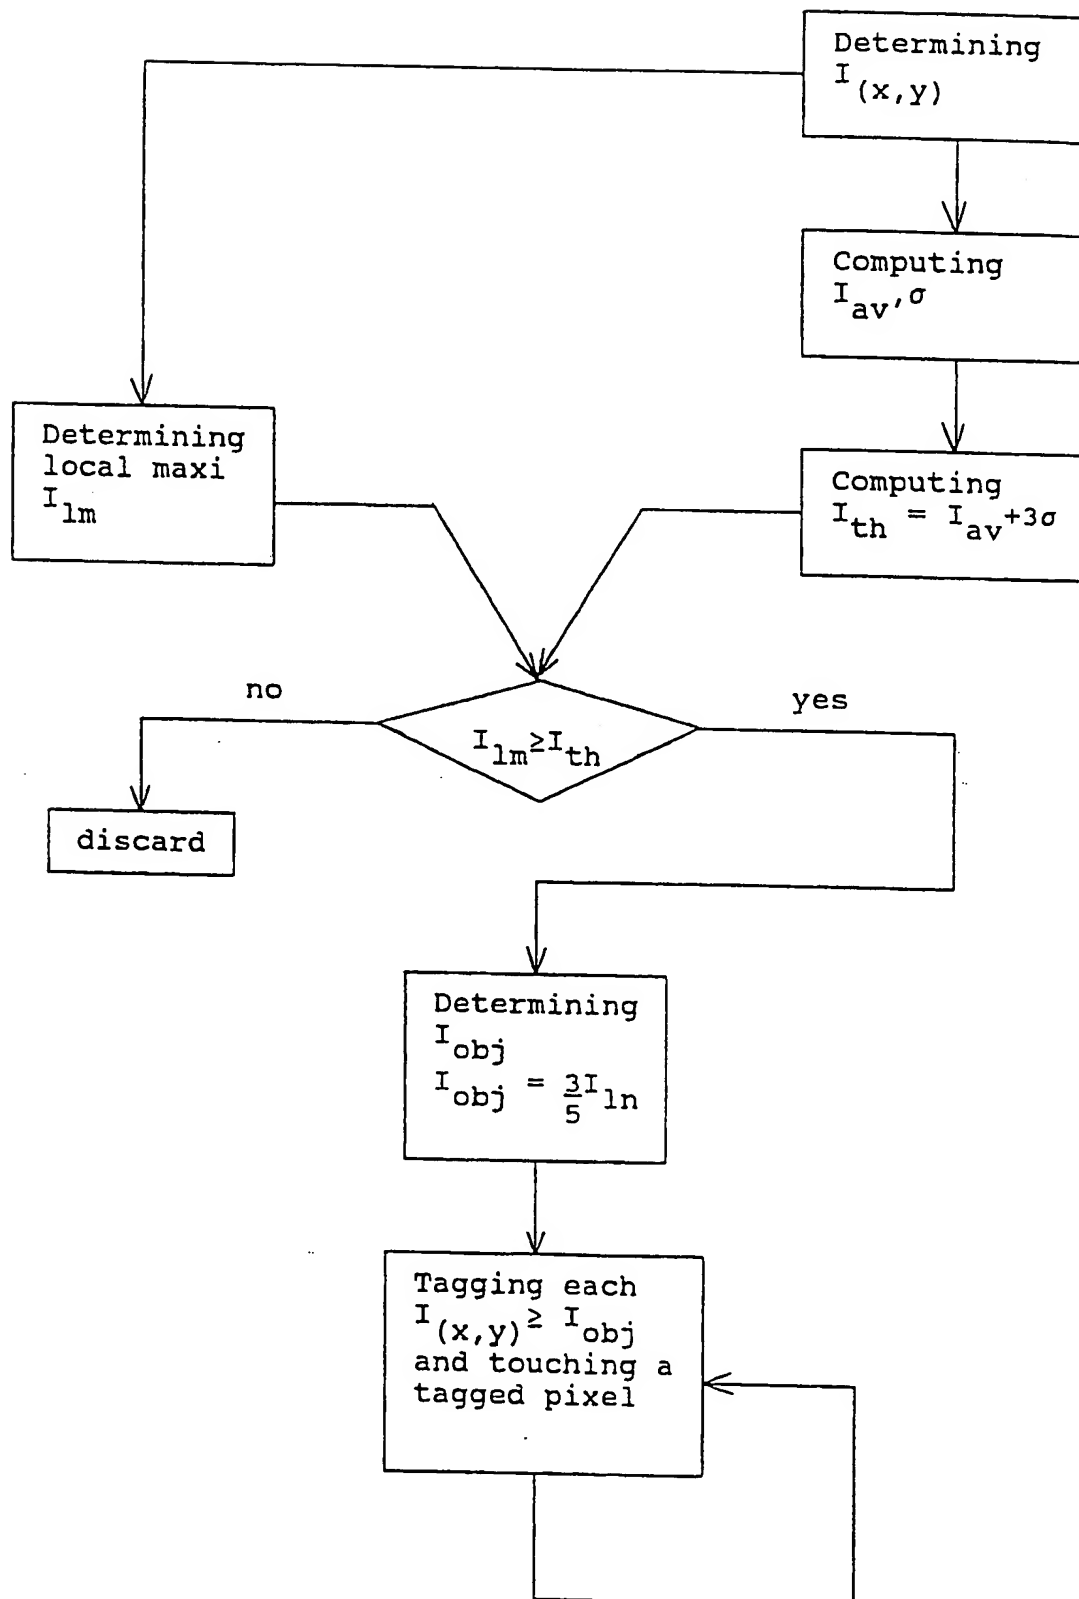 Determining
I(x,y)
Computing
Iav,σ
Determining
local maxi
Ilm
Computing
Ith = Iav+3σ
no
yes
Ilm≥Ith
discard
Determining
Iobj
Iobj = 3/5 Iln
Tagging each
I(x,y)≥ Iobj
and touching a
tagged pixel